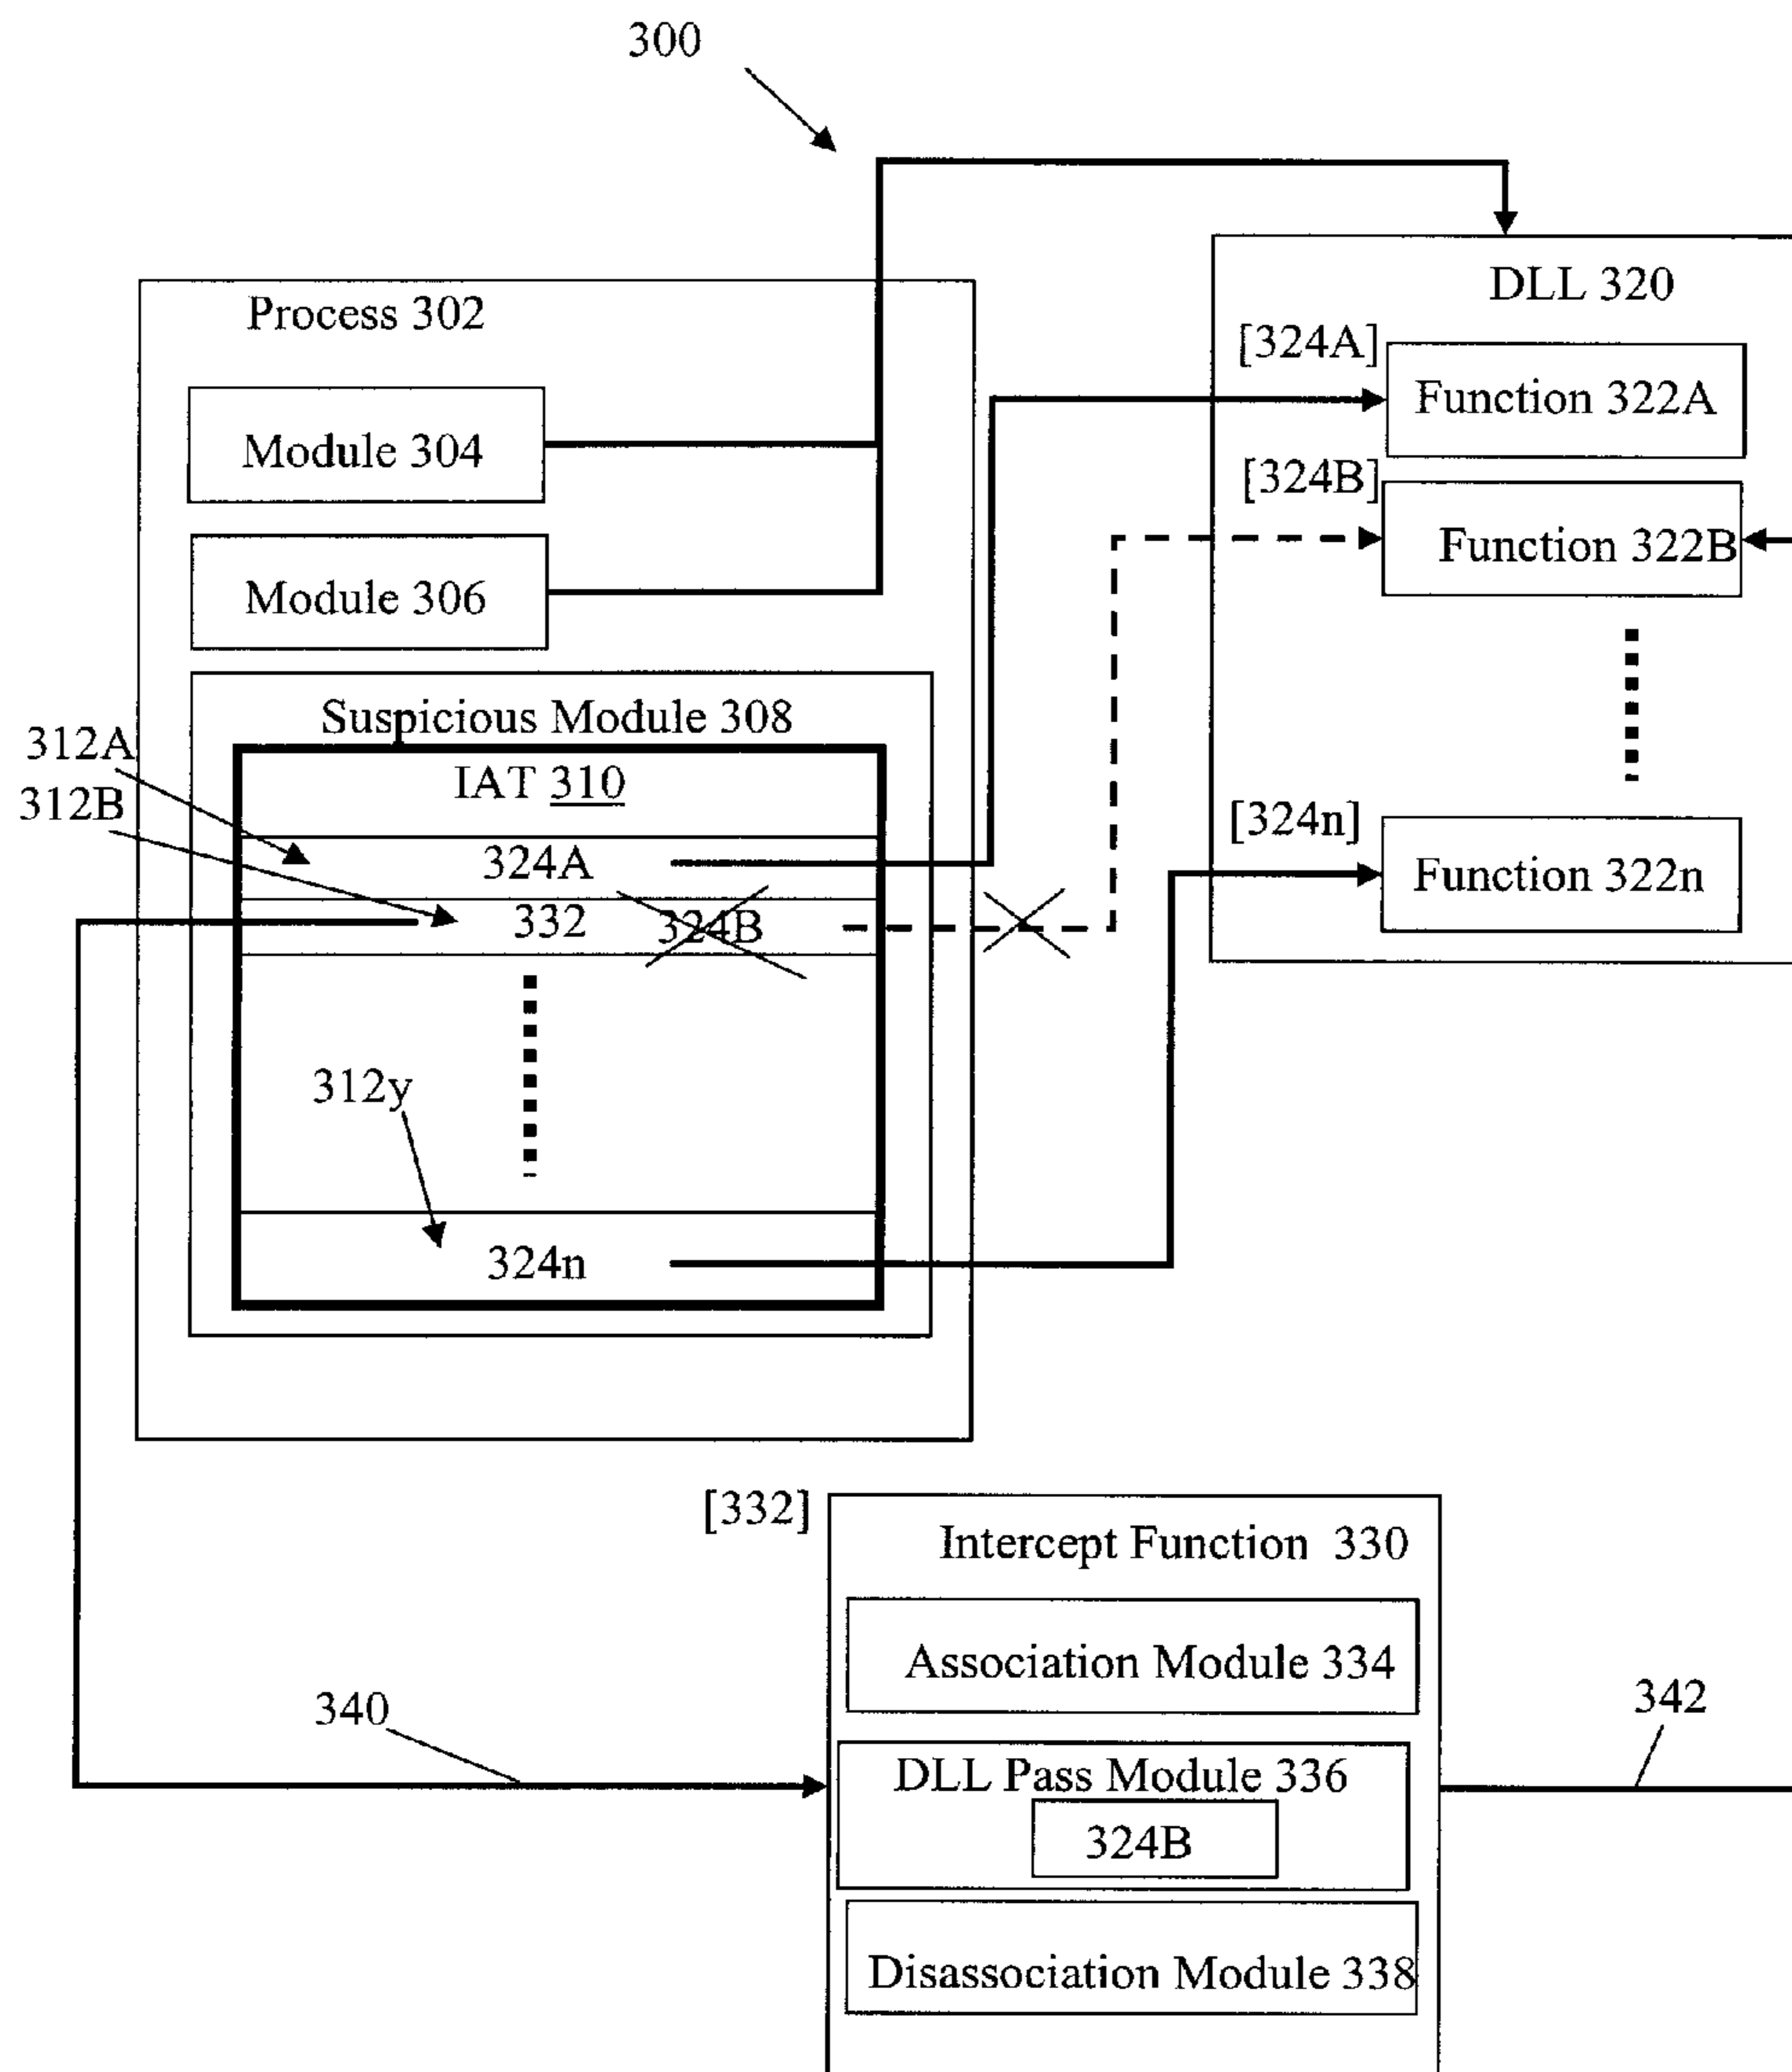 300
Process 302
Module 304
Module 306
Suspicious Module 308
312A
312B
IAT 310
324A
332 324B
312y
324n
DLL 320
[324A]
Function 322A
[324B]
Function 322B
[324n]
Function 322n
[332]
Intercept Function 330
Association Module 334
DLL Pass Module 336
324B
Disassociation Module 338
340
342